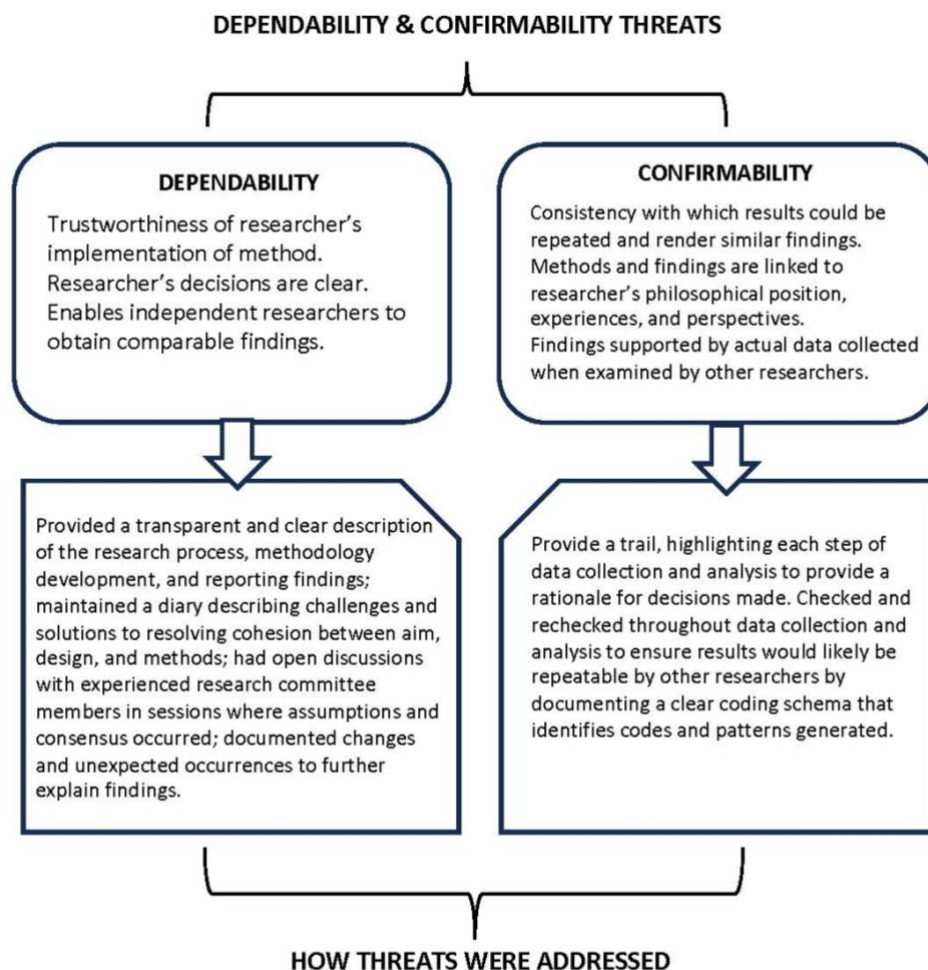 DEPENDABILITY & CONFIRMABILITY THREATS
DEPENDABILITY
Trustworthiness of researcher's
implementation of method.
Researcher's decisions are clear.
Enables independent researchers to
obtain comparable findings.
CONFIRMABILITY
Consistency with which results could be
repeated and render similar findings.
Methods and findings are linked to
researcher's philosophical position,
experiences, and perspectives.
Findings supported by actual data collected
when examined by other researchers.
Provided a transparent and clear description
of the research process, methodology
development, and reporting findings;
maintained a diary describing challenges and
solutions to resolving cohesion between aim,
design, and methods; had open discussions
with experienced research committee
members in sessions where assumptions and
consensus occurred; documented changes
and unexpected occurrences to further
explain findings.
Provide a trail, highlighting each step of
data collection and analysis to provide a
rationale for decisions made. Checked and
rechecked throughout data collection and
analysis to ensure results would likely be
repeatable by other researchers by
documenting a clear coding schema that
identifies codes and patterns generated.
HOW THREATS WERE ADDRESSED